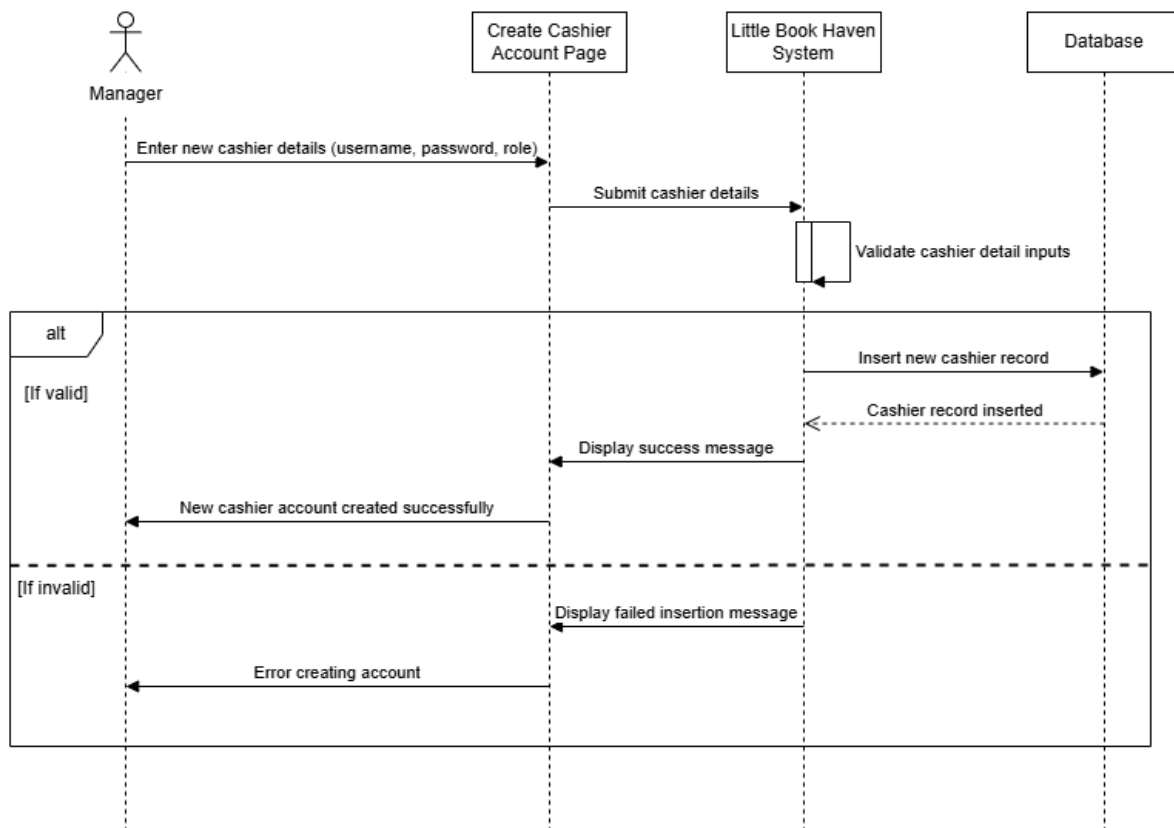 Manager
Create Cashier
Account Page
Little Book Haven
System
Database
Enter new cashier details (username, password, role)
Submit cashier details
Validate cashier detail inputs
alt
Insert new cashier record
[If valid]
Cashier record inserted
Display success message
New cashier account created successfully
[If invalid]
Display failed insertion message
Error creating account